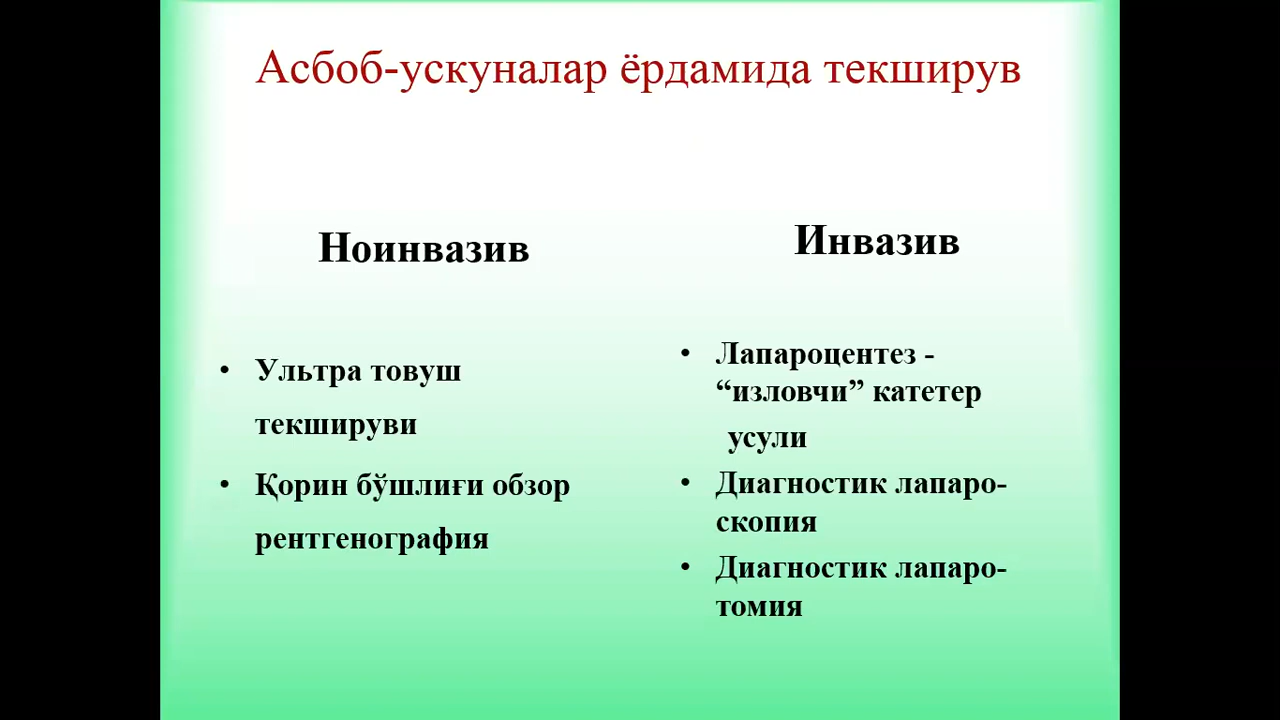 Асбоб-ускуналар ёрдамида текширув
Ноинвазив
• Ультра товуш
текшируви
• Қорин бўшлиғи обзор
рентгенография
Инвазив
• Лапароцентез -
“изловчи” катетер
усули
• Диагностик лапаро-
скопия
• Диагностик лапаро-
томия